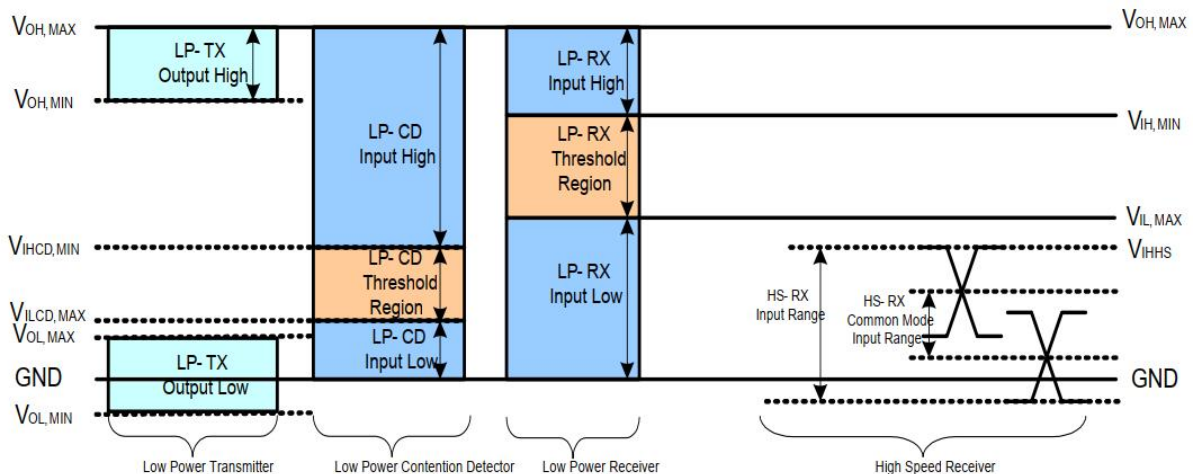 VOH, MAX
VOH, MAX
LP- TX
Output High
LP- RX
Input High
VOH, MIN
VIH, MIN
LP- CD
Input High
LP- RX
Threshold
Region
VIL, MAX
VIHCD, MIN
VIHHS
LP- CD
Threshold
Region
LP- RX
Input Low
HS- RX
Input Range
HS- RX
Common Mode
Input Range
VILCD, MAX
VOL, MAX
LP- CD
Input Low
LP- TX
Output Low
GND
GND
VOL, MIN
Low Power Transmitter
Low Power Contention Detector
Low Power Receiver
High Speed Receiver